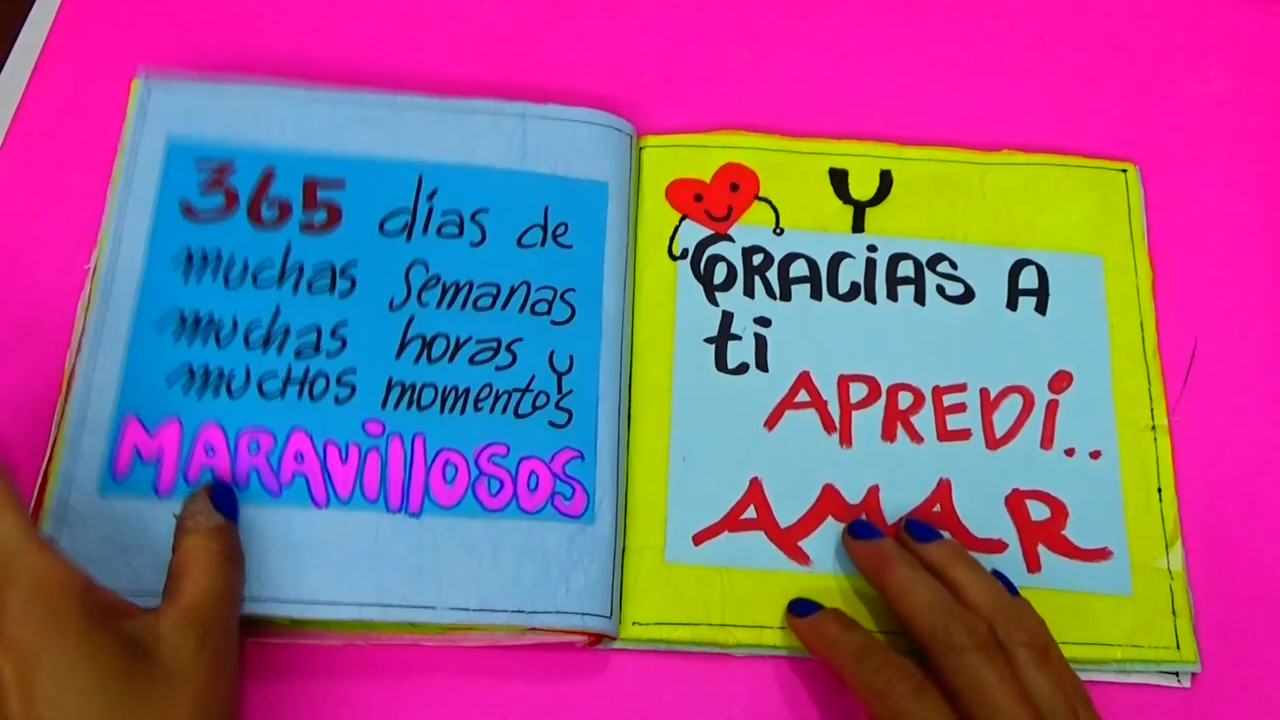 365 días de
muchas semanas
muchas horas y
MUCHOS momentos
MARAVillOSOS
Y
GRACiAS A
ti
APREDi..
AMAR